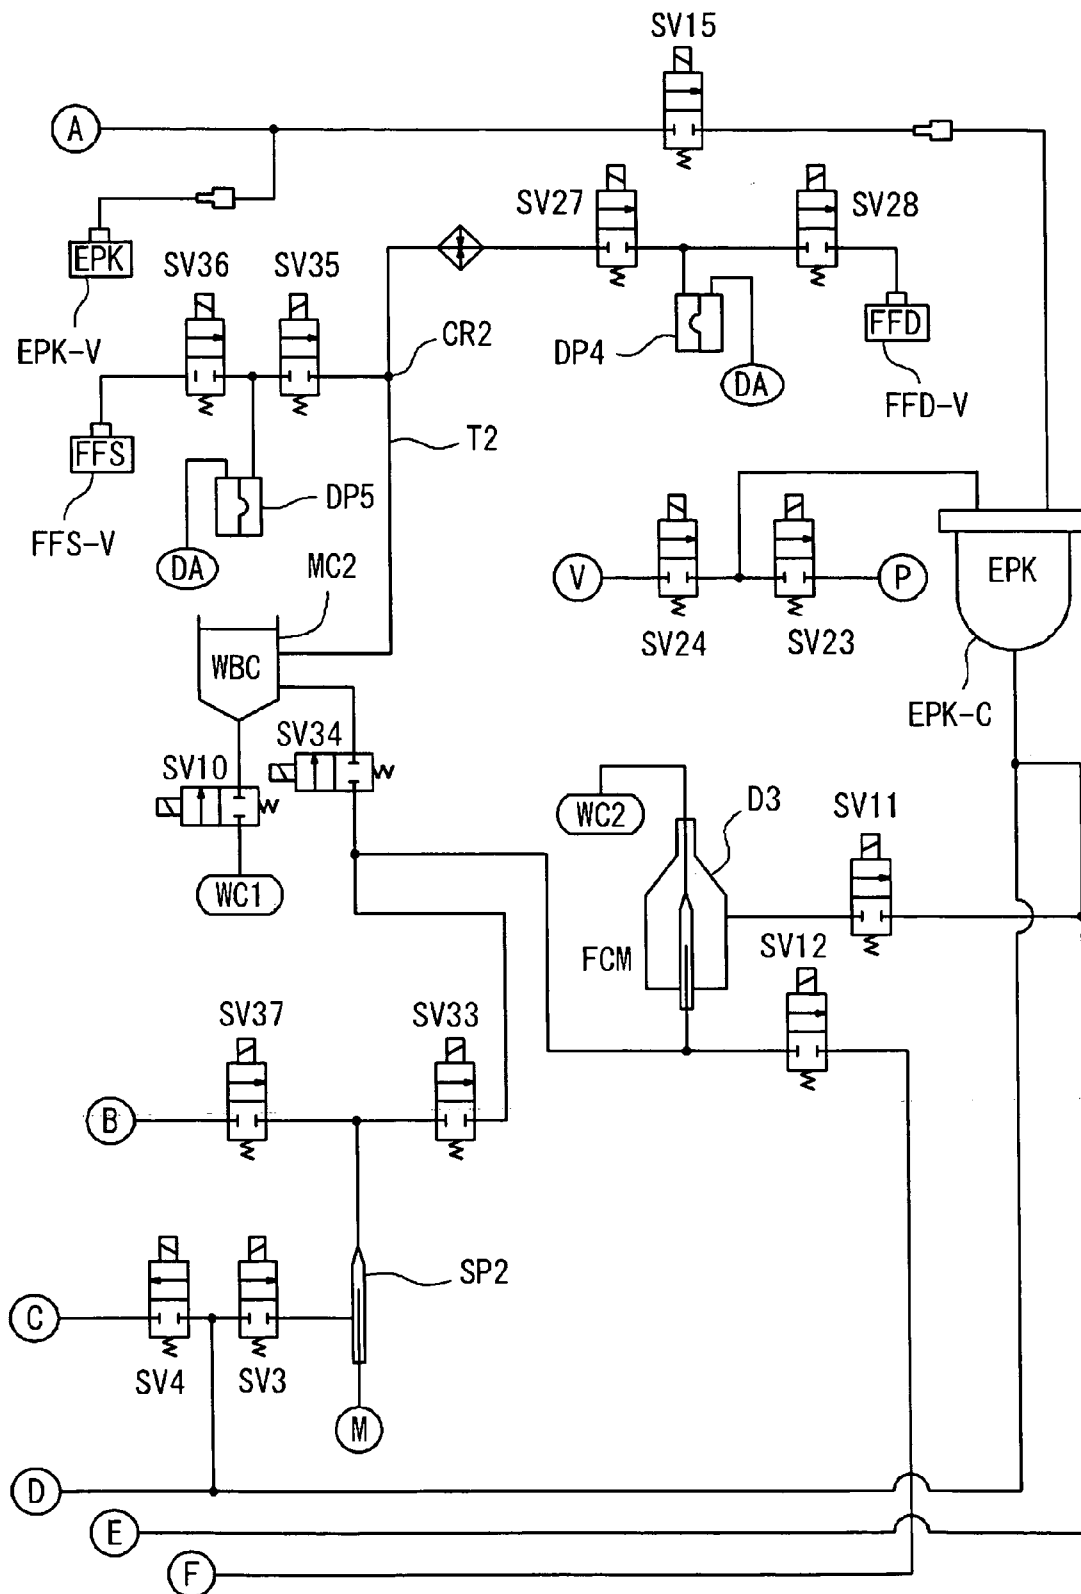 SV15
A
SV27
SV28
EPK
SV36
SV35
EPK-V
CR2
DP4
FFD
DA
FFD-V
FFS
T2
DP5
FFS-V
DA
MC2
V
P
EPK
WBC
SV24
SV23
EPK-C
SV34
SV10
D3
SV11
WC2
WC1
SV12
FCM
SV37
SV33
B
SP2
C
SV4
SV3
M
D
E
F